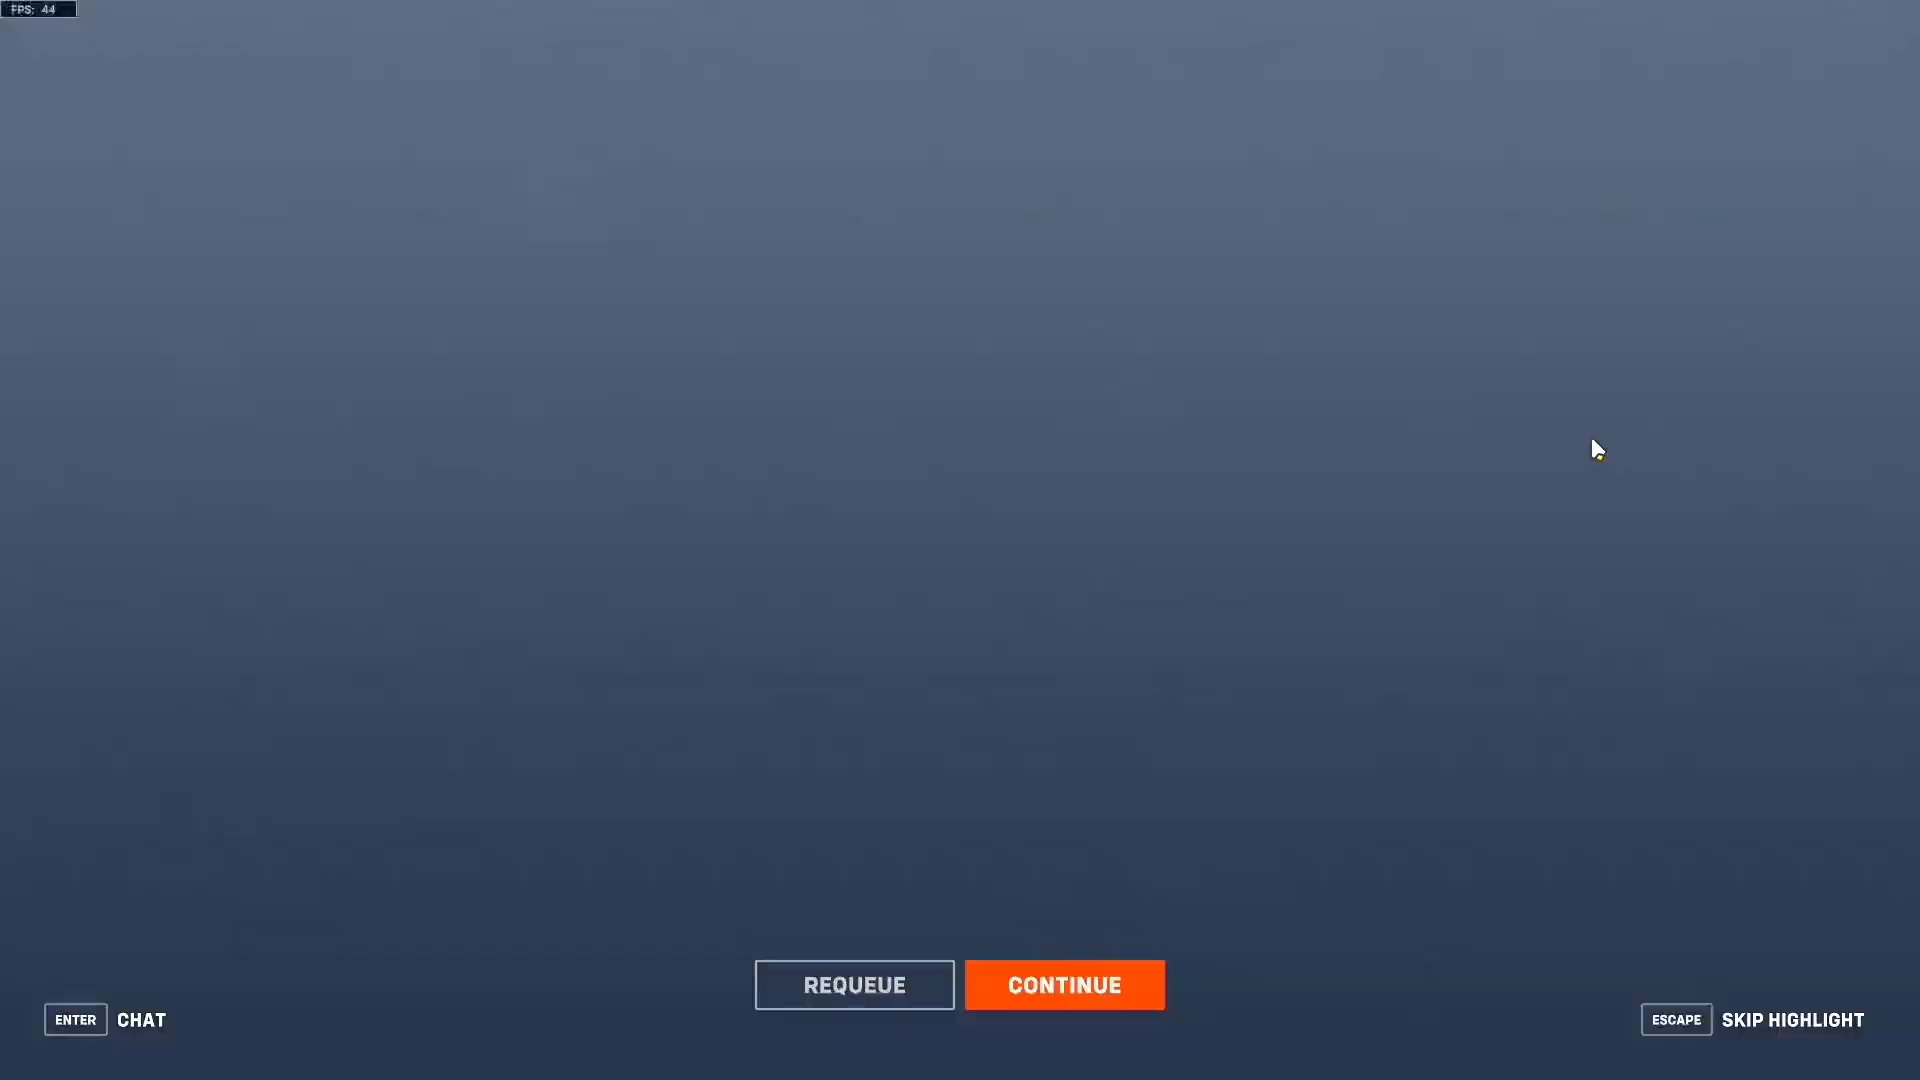 FPS: 44
REQUEUE
CONTINUE
ENTER CHAT
ESCAPE SKIP HIGHLIGHT